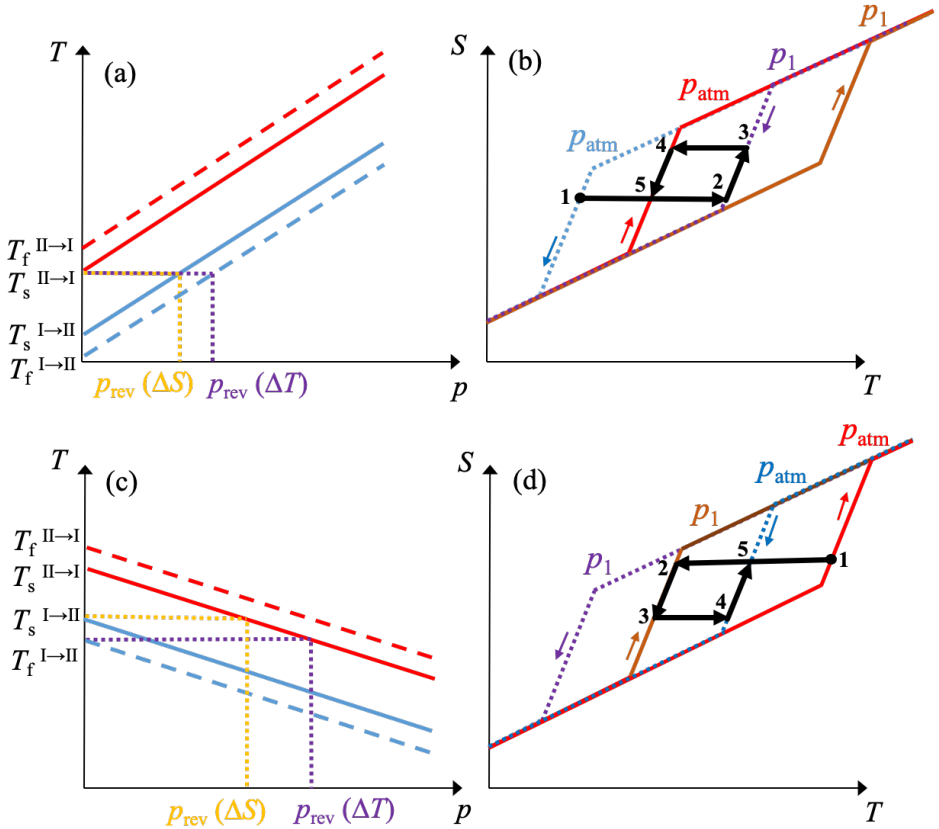 T
(a)
T_f^II→I
T_s^II→I
T_s^I→II
T_f^I→II
p_rev (ΔS)
p_rev (ΔT)
p
S
(b)
p_1
p_1
p_atm
p_atm
3
4
1
5
2
T
T
(c)
T_f^II→I
T_s^II→I
T_s^I→II
T_f^I→II
p_rev (ΔS)
p_rev (ΔT)
p
S
(d)
p_atm
p_atm
p_1
p_1
5
2
1
3
4
T